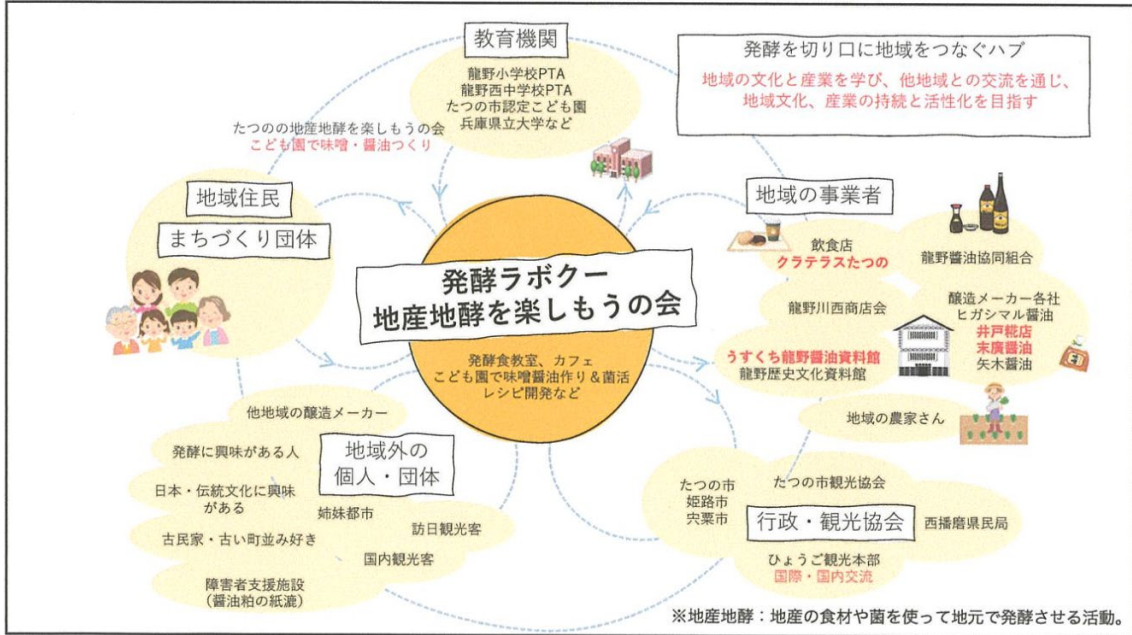 教育機関
龍野小学校PTA
龍野西中学校PTA
たつの市認定こども園
兵庫県立大学など
発酵を切り口に地域をつなぐハブ
地域の文化と産業を学び、他地域との交流を通じ、
地域文化、産業の持続と活性化を目指す
たつのの地産地酵を楽しもうの会
こども園で味噌・醤油つくり
地域住民
まちづくり団体
地域の事業者
飲食店
クラテラスたつの
龍野醬油協同組合
龍野川西商店会
醸造メーカー各社
ヒガシマル醤油
井戸糀店
末廣醤油
矢木醤油
うすくち龍野醤油資料館
龍野歴史文化資料館
地域の農家さん
発酵ラボクー
地産地酵を楽しもうの会
発酵食教室、カフェ
こども園で味噌醤油作り＆菌活
レシピ開発など
他地域の醸造メーカー
発酵に興味がある人
地域外の
個人・団体
日本・伝統文化に興味
がある
姉妹都市
訪日観光客
古民家・古い町並み好き
国内観光客
障害者支援施設
（醤油粕の紙漉）
たつの市
姫路市
宍粟市
たつの市観光協会
行政・観光協会
西播磨県民局
ひょうご観光本部
国際・国内交流
※地産地酵：地産の食材や菌を使って地元で発酵させる活動。